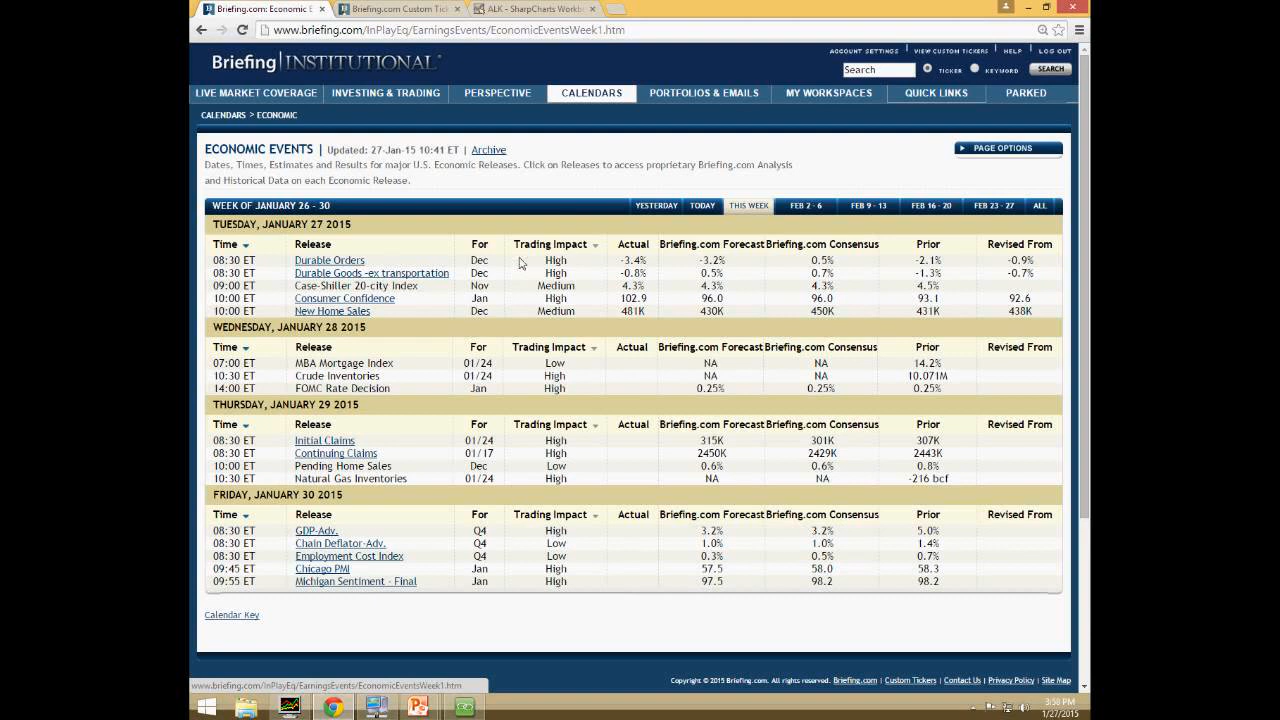 Briefing.com: Economic E
Briefing.com Custom Tick
ALK - SharpCharts Workb
www.briefing.com/InPlayEq/EarningsEvents/EconomicEventsWeek1.htm
Briefing INSTITUTIONAL
ACCOUNT SETTINGS | VIEW CUSTOM TICKERS | HELP | LOG OUT
Search TICKER KEYWORD SEARCH
LIVE MARKET COVERAGE INVESTING & TRADING PERSPECTIVE CALENDARS PORTFOLIOS & EMAILS MY WORKSPACES QUICK LINKS PARKED
CALENDARS > ECONOMIC
ECONOMIC EVENTS | Updated: 27-Jan-15 10:41 ET | Archive
PAGE OPTIONS
Dates, Times, Estimates and Results for major U.S. Economic Releases. Click on Releases to access proprietary Briefing.com Analysis
and Historical Data on each Economic Release.
WEEK OF JANUARY 26 - 30 YESTERDAY TODAY THIS WEEK FEB 2 - 6 FEB 9 - 13 FEB 16 - 20 FEB 23 - 27 ALL
TUESDAY, JANUARY 27 2015
Time Release For Trading Impact Actual Briefing.com Forecast Briefing.com Consensus Prior Revised From
08:30 ET Durable Orders Dec High -3.4% -3.2% 0.5% -2.1% -0.9%
08:30 ET Durable Goods -ex transportation Dec High -0.8% 0.5% 0.7% -1.3% -0.7%
09:00 ET Case-Shiller 20-city Index Nov Medium 4.3% 4.3% 4.3% 4.5%
10:00 ET Consumer Confidence Jan High 102.9 96.0 96.0 93.1 92.6
10:00 ET New Home Sales Dec Medium 481K 430K 450K 431K 438K
WEDNESDAY, JANUARY 28 2015
Time Release For Trading Impact Actual Briefing.com Forecast Briefing.com Consensus Prior Revised From
07:00 ET MBA Mortgage Index 01/24 Low NA NA 14.2%
10:30 ET Crude Inventories 01/24 High NA NA 10.071M
14:00 ET FOMC Rate Decision Jan High 0.25% 0.25% 0.25%
THURSDAY, JANUARY 29 2015
Time Release For Trading Impact Actual Briefing.com Forecast Briefing.com Consensus Prior Revised From
08:30 ET Initial Claims 01/24 High 315K 301K 307K
08:30 ET Continuing Claims 01/17 High 2450K 2429K 2443K
10:00 ET Pending Home Sales Dec Low 0.6% 0.6% 0.8%
10:30 ET Natural Gas Inventories 01/24 High NA NA -216 bcf
FRIDAY, JANUARY 30 2015
Time Release For Trading Impact Actual Briefing.com Forecast Briefing.com Consensus Prior Revised From
08:30 ET GDP-Adv. Q4 High 3.2% 3.2% 5.0%
08:30 ET Chain Deflator-Adv. Q4 Low 1.0% 1.0% 1.4%
08:30 ET Employment Cost Index Q4 Low 0.3% 0.5% 0.7%
09:45 ET Chicago PMI Jan High 57.5 58.0 58.3
09:55 ET Michigan Sentiment - Final Jan High 97.5 98.2 98.2
Calendar Key
Copyright © 2015 Briefing.com. All rights reserved. Briefing.com | Custom Tickers | Contact Us | Privacy Policy | Site Map
www.briefing.com/InPlayEq/EarningsEvents/EconomicEventsWeek1.htm
3:58 PM
1/27/2015